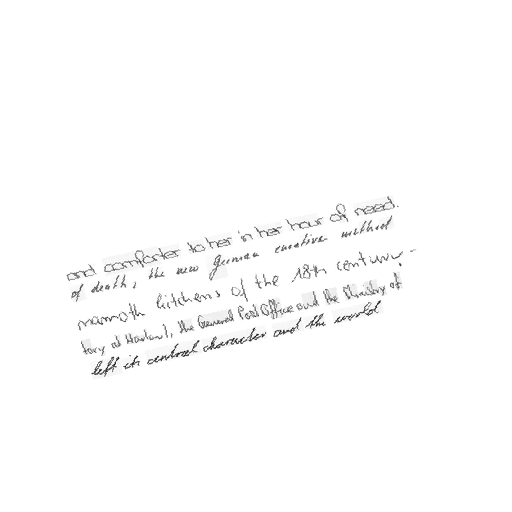 and comforter to her in her hour of need.
of death, the new german curative method
mammoth kitchens of the 18th century -
tory at Harland, the General Post Office and the Ministry of
left its central character and the world